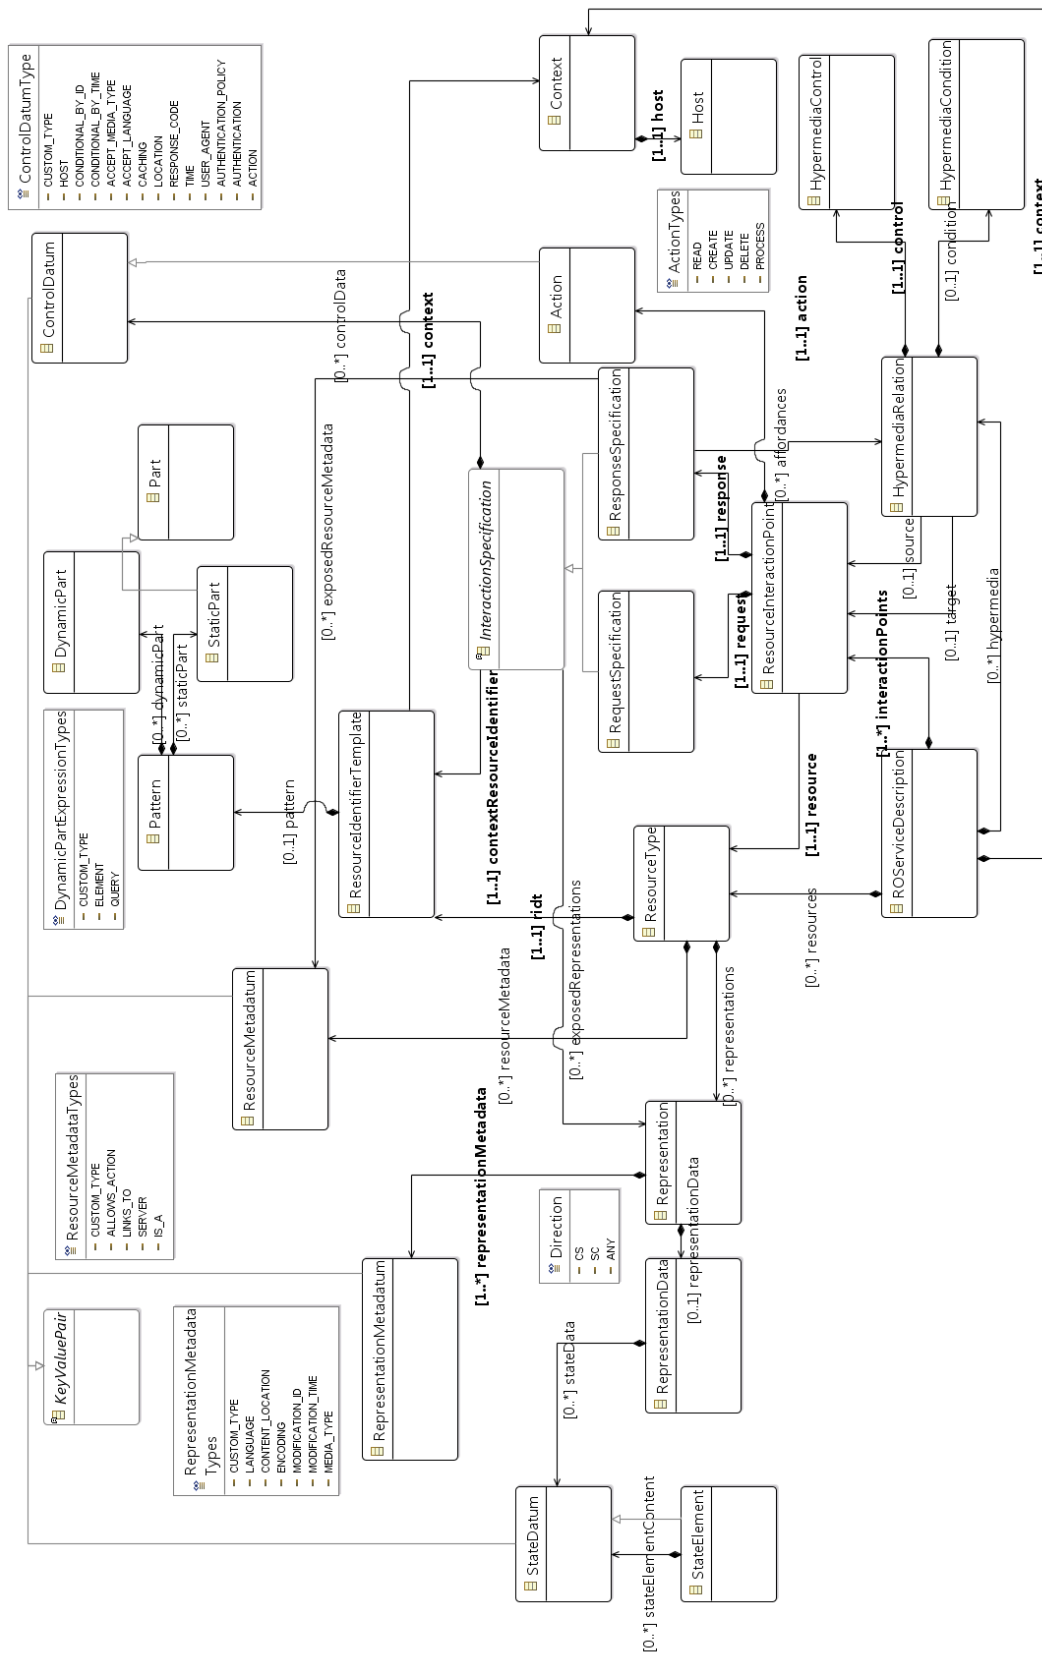 KeyValuePair
ResourceMetadataTypes
CUSTOM_TYPE
ALLOWS_ACTION
LINKS_TO
SERVER
IS_A
DynamicPartExpressionTypes
CUSTOM_TYPE
ELEMENT
QUERY
DynamicPart
ControlDatum
ControlDatumType
CUSTOM_TYPE
HOST
CONDITIONAL_BY_ID
CONDITIONAL_BY_TIME
ACCEPT_MEDIA_TYPE
ACCEPT_LANGUAGE
CACHING
LOCATION
RESPONSE_CODE
TIME
USER_AGENT
AUTHENTICATION_POLICY
AUTHENTICATION
ACTION
RepresentationMetadata
Types
CUSTOM_TYPE
LANGUAGE
CONTENT_LOCATION
ENCODING
MODIFICATION_ID
MODIFICATION_TIME
MEDIA_TYPE
ResourceMetadatum
Pattern
[0..*] dynamicPart
[0..*] staticPart
StaticPart
Part
RepresentationMetadatum
[0..1] pattern
ResourceIdentifierTemplate
[0..*] exposedResourceMetadata
[0..*] controlData
[1..1] context
[1..*] representationMetadata
[0..*] resourceMetadata
[1..1] contextResourceIdentifier
InteractionSpecification
StateDatum
[0..*] stateData
Direction
CS
SC
ANY
[0..*] exposedRepresentations
[1..1] ridt
Action
Context
RequestSpecification
ResponseSpecification
[0..*] stateElementContent
StateElement
RepresentationData
[0..1] representationData
Representation
[0..*] representations
ResourceType
[1..1] request
[1..1] response
ActionTypes
READ
CREATE
UPDATE
DELETE
PROCESS
[1..1] host
Host
ResourceInteractionPoint
[0..*] affordances
[1..1] action
[0..*] resources
[1..1] resource
HypermediaControl
ROServiceDescription
[1..*] interactionPoints
[0..1] source
[0..1] target
HypermediaRelation
[1..1] control
[0..1] condition
HypermediaCondition
[0..*] hypermedia
[1..1] context